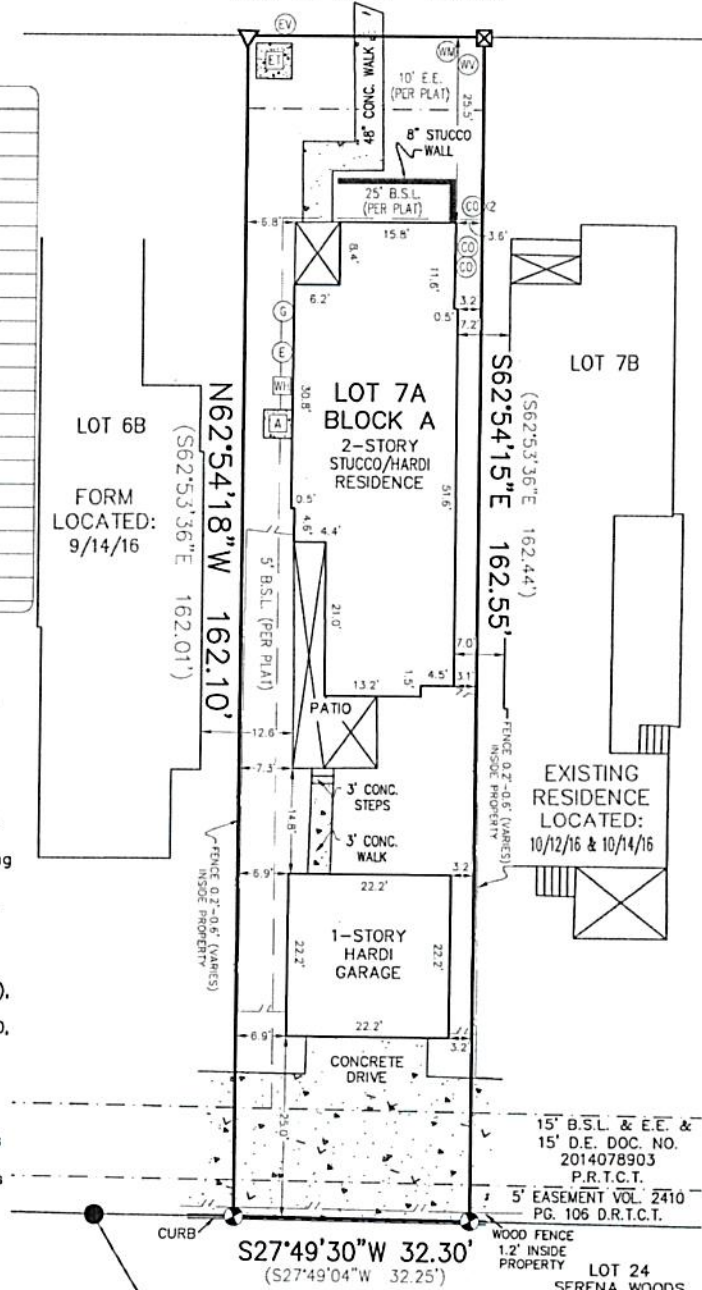 EV
ET
48" CONC. WALK
WM
WV
10' E.E.
(PER PLAT)
25.5'
8" STUCCO
WALL
25' B.S.L.
(PER PLAT)
CO X2
6.8'
15.8'
3.6'
8.4'
CO
CO
11.6'
6.2'
3.2
0.5'
7.2'
G
E
WH
A
30.8'
LOT 7A
BLOCK A
2-STORY
STUCCO/HARDI
RESIDENCE
LOT 7B
LOT 6B
FORM
LOCATED:
9/14/16
N62°54'18"W 162.10'
(S62°53'36"E 162.01')
S62°54'15"E 162.55'
(S62°53'36"E 162.44')
51.6'
0.5'
4.6'
4.4'
5' B.S.L. (PER PLAT)
21.0'
7.0'
13.2'
1.5'
4.5'
3.1'
PATIO
12.6'
7.3'
FENCE 0.2'-0.6' (VARIES)
INSIDE PROPERTY
EXISTING
RESIDENCE
LOCATED:
10/12/16 & 10/14/16
3' CONC.
STEPS
14.8'
3' CONC.
WALK
FENCE 0.2'-0.6' (VARIES)
INSIDE PROPERTY
6.9'
22.2'
3.2
22.2'
1-STORY
HARDI
GARAGE
22.2'
22.2'
6.9'
3.2'
CONCRETE
DRIVE
25.0'
15' B.S.L. & E.E. &
15' D.E. DOC. NO.
2014078903
P.R.T.C.T.
5' EASEMENT VOL. 2410
PG. 106 D.R.T.C.T.
CURB
WOOD FENCE
1.2' INSIDE
PROPERTY
S27°49'30"W 32.30'
(S27°49'04"W 32.25')
LOT 24
SERENA WOODS